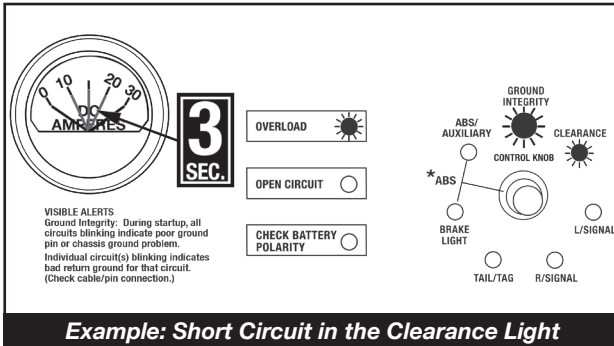 0 10 20 30
DC
AMPERES
3
SEC.
VISIBLE ALERTS
Ground Integrity: During startup, all
circuits blinking indicate poor ground
pin or chassis ground problem.
Individual circuit(s) blinking indicates
bad return ground for that circuit.
(Check cable/pin connection.)
OVERLOAD
OPEN CIRCUIT
CHECK BATTERY
POLARITY
GROUND
INTEGRITY
ABS/
AUXILIARY
CLEARANCE
CONTROL KNOB
*ABS
BRAKE
LIGHT
L/SIGNAL
TAIL/TAG
R/SIGNAL
Example: Short Circuit in the Clearance Light